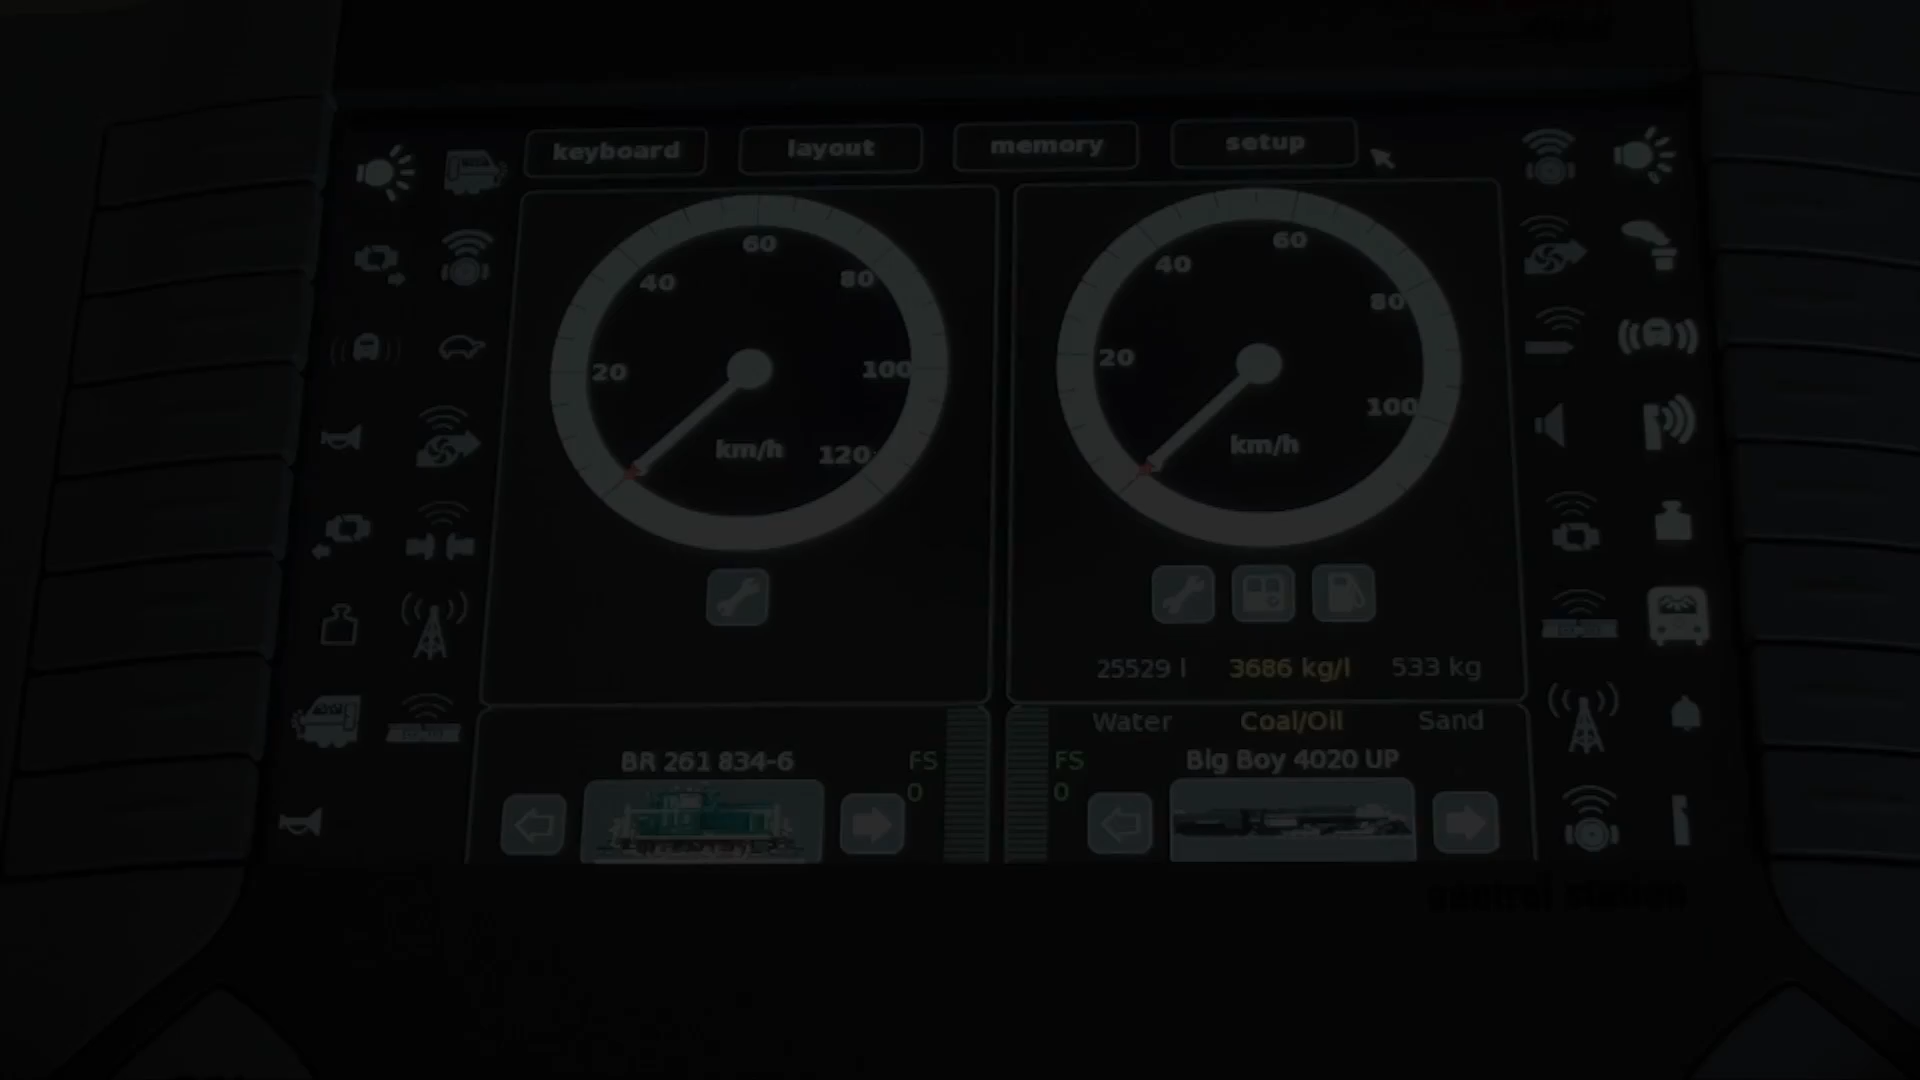 keyboard layout memory setup
60 60
40 80 40 80
20 100 20 100
km/h 120 km/h
25529 l 3686 kg/l 533 kg
Water Coal/Oil Sand
BR 261 834-6 FS FS Big Boy 4020 UP
0 0
central station